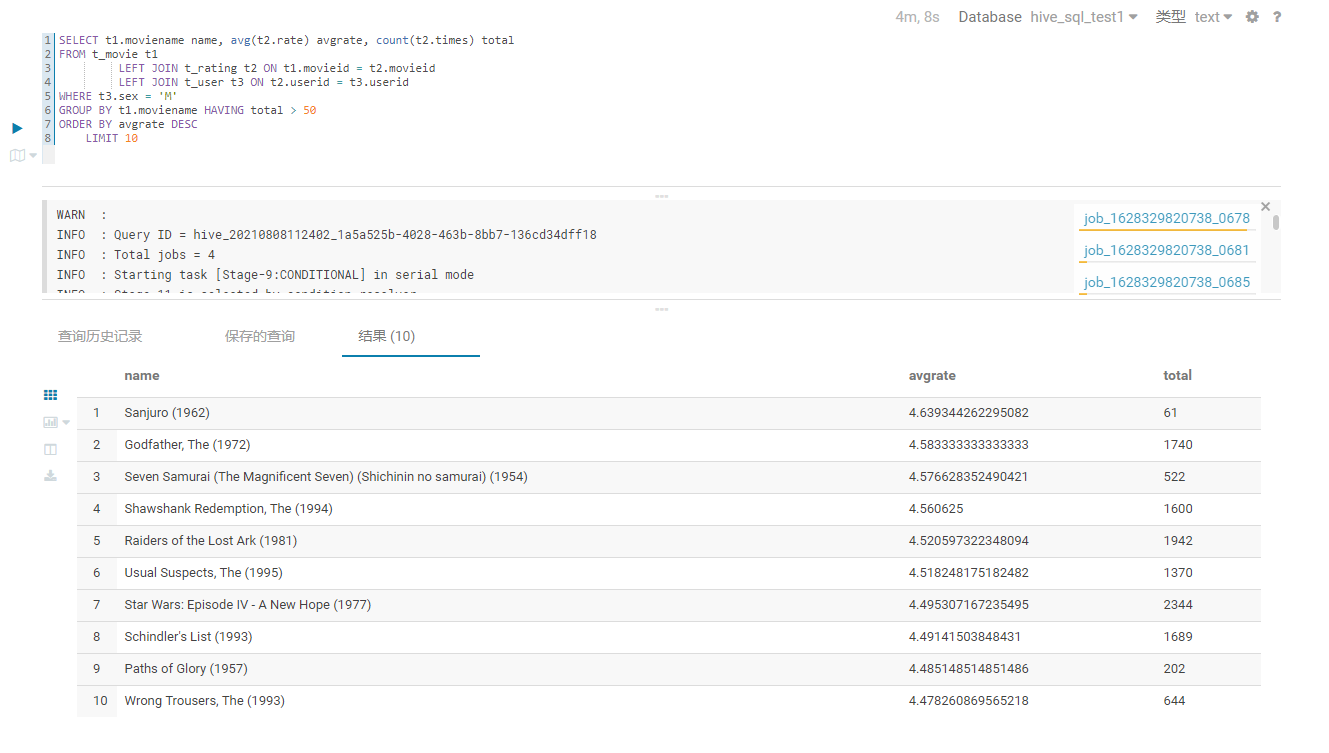 4m, 8s Database hive_sql_test1 类型 text ?
1 SELECT t1.moviename name, avg(t2.rate) avgrate, count(t2.times) total
2 FROM t_movie t1
3 LEFT JOIN t_rating t2 ON t1.movieid = t2.movieid
4 LEFT JOIN t_user t3 ON t2.userid = t3.userid
5 WHERE t3.sex = 'M'
6 GROUP BY t1.moviename HAVING total > 50
7 ORDER BY avgrate DESC
8 LIMIT 10
WARN :
INFO : Query ID = hive_20210808112402_1a5a525b-4028-463b-8bb7-136cd34dff18
INFO : Total jobs = 4
INFO : Starting task [Stage-9:CONDITIONAL] in serial mode
INFO : Stage-11 is selected by condition resolver
job_1628329820738_0678
job_1628329820738_0681
job_1628329820738_0685
查询历史记录 保存的查询 结果 (10)
name avgrate total
1 Sanjuro (1962) 4.639344262295082 61
2 Godfather, The (1972) 4.583333333333333 1740
3 Seven Samurai (The Magnificent Seven) (Shichinin no samurai) (1954) 4.576628352490421 522
4 Shawshank Redemption, The (1994) 4.560625 1600
5 Raiders of the Lost Ark (1981) 4.520597322348094 1942
6 Usual Suspects, The (1995) 4.518248175182482 1370
7 Star Wars: Episode IV - A New Hope (1977) 4.495307167235495 2344
8 Schindler's List (1993) 4.49141503848431 1689
9 Paths of Glory (1957) 4.485148514851486 202
10 Wrong Trousers, The (1993) 4.478260869565218 644